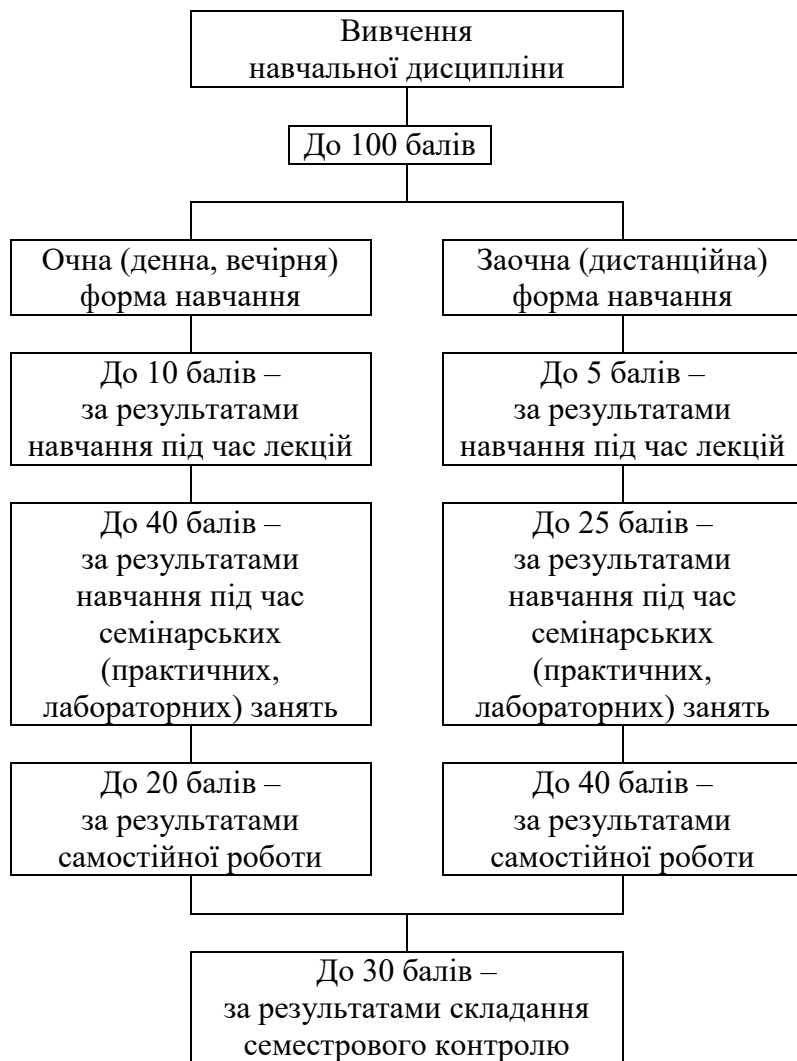 Вивчення
навчальної дисципліни
До 100 балів
Очна (денна, вечірня)
форма навчання
Заочна (дистанційна)
форма навчання
До 10 балів –
за результатами
навчання під час лекцій
До 5 балів –
за результатами
навчання під час лекцій
До 40 балів –
за результатами
навчання під час
семінарських
(практичних,
лабораторних) занять
До 25 балів –
за результатами
навчання під час
семінарських
(практичних,
лабораторних) занять
До 20 балів –
за результатами
самостійної роботи
До 40 балів –
за результатами
самостійної роботи
До 30 балів –
за результатами складання
семестрового контролю